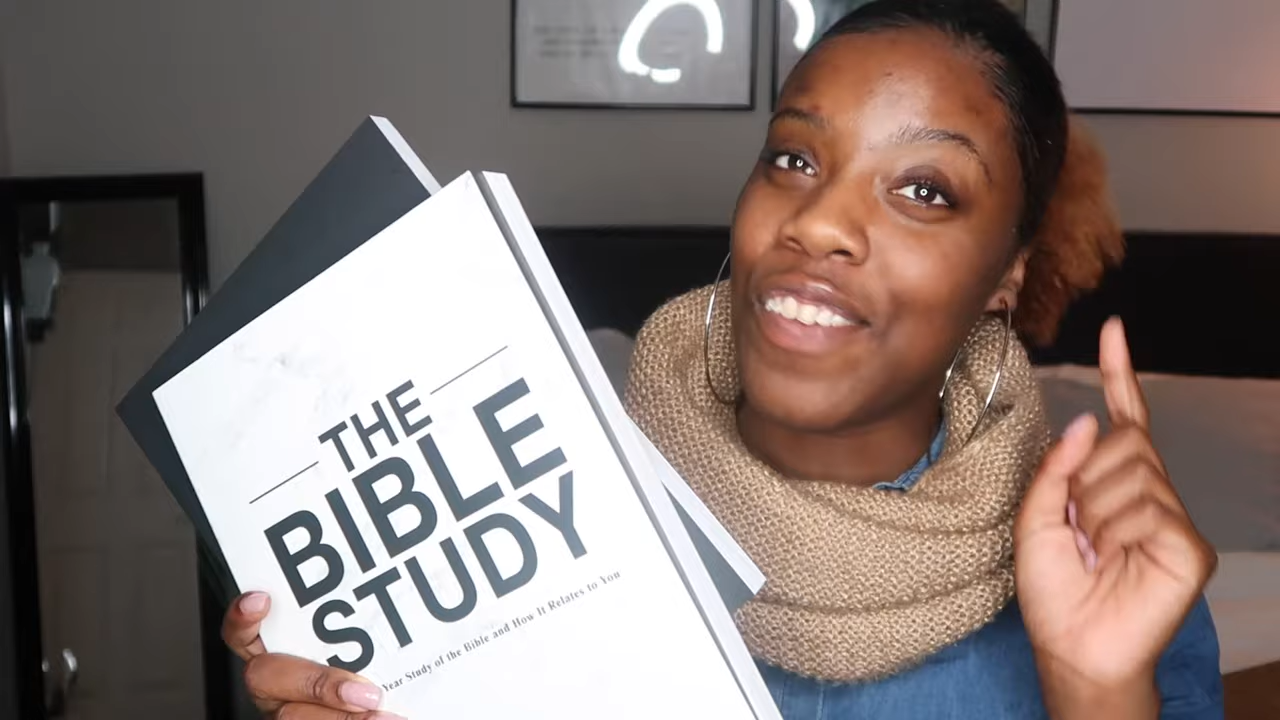 THE
BIBLE
STUDY
Year Study of the Bible and How It Relates to You